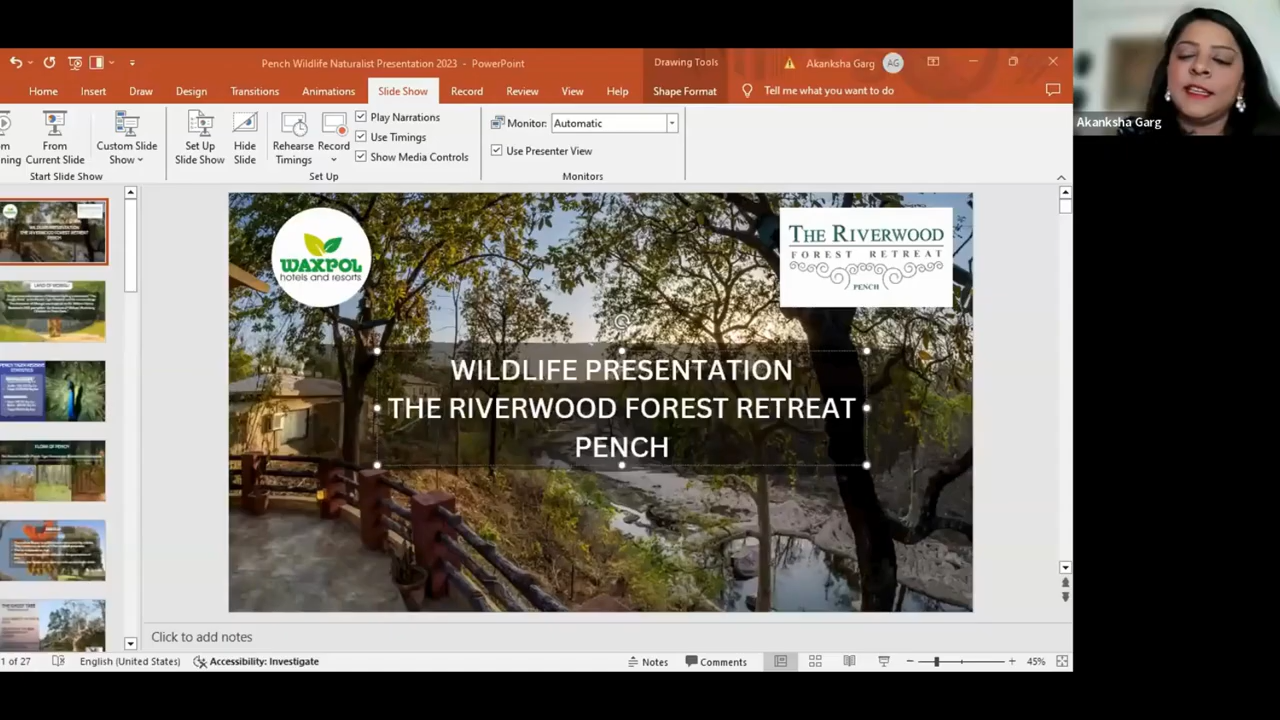 Pench Wildlife Naturalist Presentation 2023 - PowerPoint
Drawing Tools
Akanksha Garg
AG
Home Insert Draw Design Transitions Animations Slide Show Record Review View Help Shape Format Tell me what you want to do
From Current Slide
Custom Slide Show
Start Slide Show
Set Up Slide Show
Hide Slide
Rehearse Timings
Record
Play Narrations
Use Timings
Show Media Controls
Set Up
Monitor: Automatic
Use Presenter View
Monitors
Akanksha Garg
WAXPOL
hotels and resorts
THE RIVERWOOD
FOREST RETREAT
PENCH
WILDLIFE PRESENTATION
THE RIVERWOOD FOREST RETREAT
PENCH
Click to add notes
1 of 27 English (United States) Accessibility: Investigate Notes Comments 45%